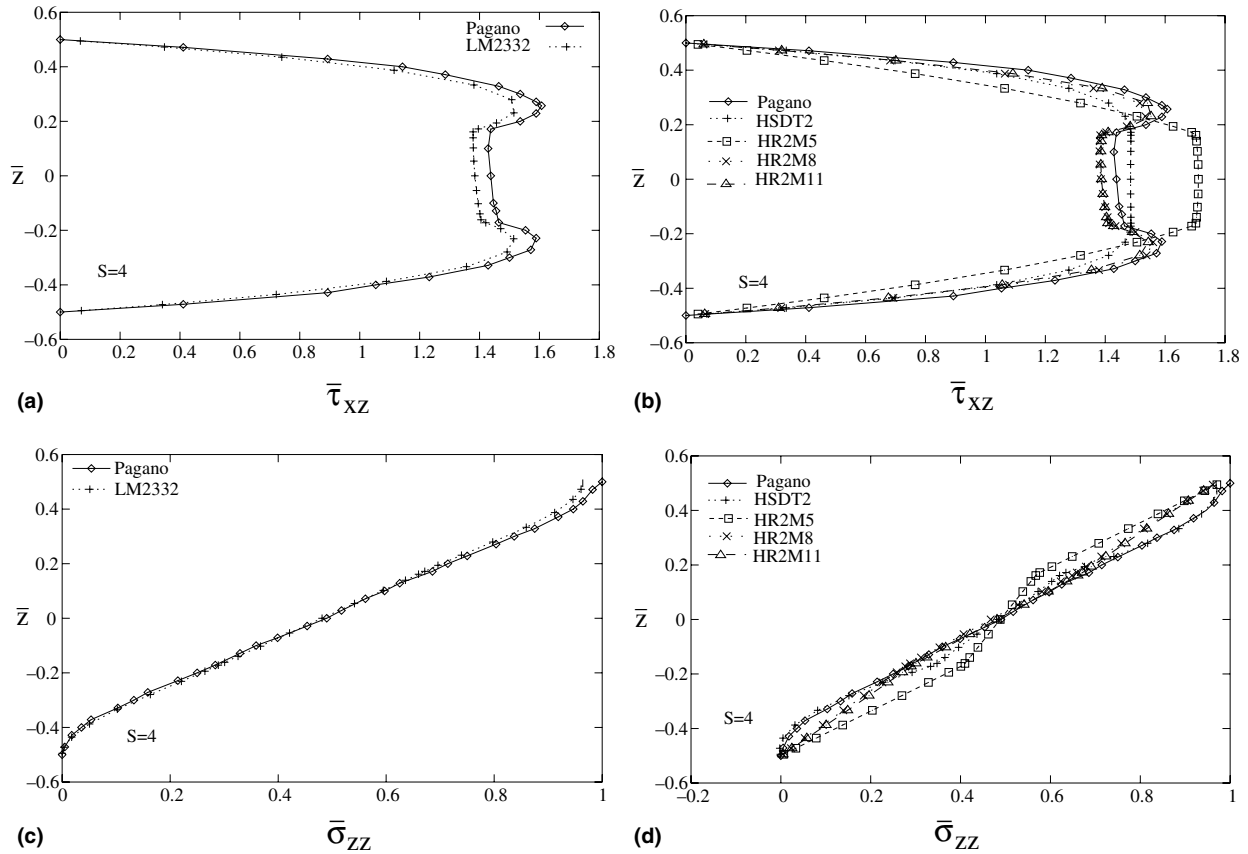 0.6
0.4
0.2
0
−0.2
−0.4
−0.6
z̄
Pagano
LM2332
S=4
0 0.2 0.4 0.6 0.8 1 1.2 1.4 1.6 1.8
(a) τ̄XZ
0.6
0.4
0.2
0
−0.2
−0.4
−0.6
z̄
Pagano
HSDT2
HR2M5
HR2M8
HR2M11
S=4
0 0.2 0.4 0.6 0.8 1 1.2 1.4 1.6 1.8
(b) τ̄XZ
0.6
0.4
0.2
0
−0.2
−0.4
−0.6
z̄
Pagano
LM2332
S=4
0 0.2 0.4 0.6 0.8 1
(c) σ̄ZZ
0.6
0.4
0.2
0
−0.2
−0.4
−0.6
z̄
Pagano
HSDT2
HR2M5
HR2M8
HR2M11
S=4
−0.2 0 0.2 0.4 0.6 0.8 1
(d) σ̄ZZ